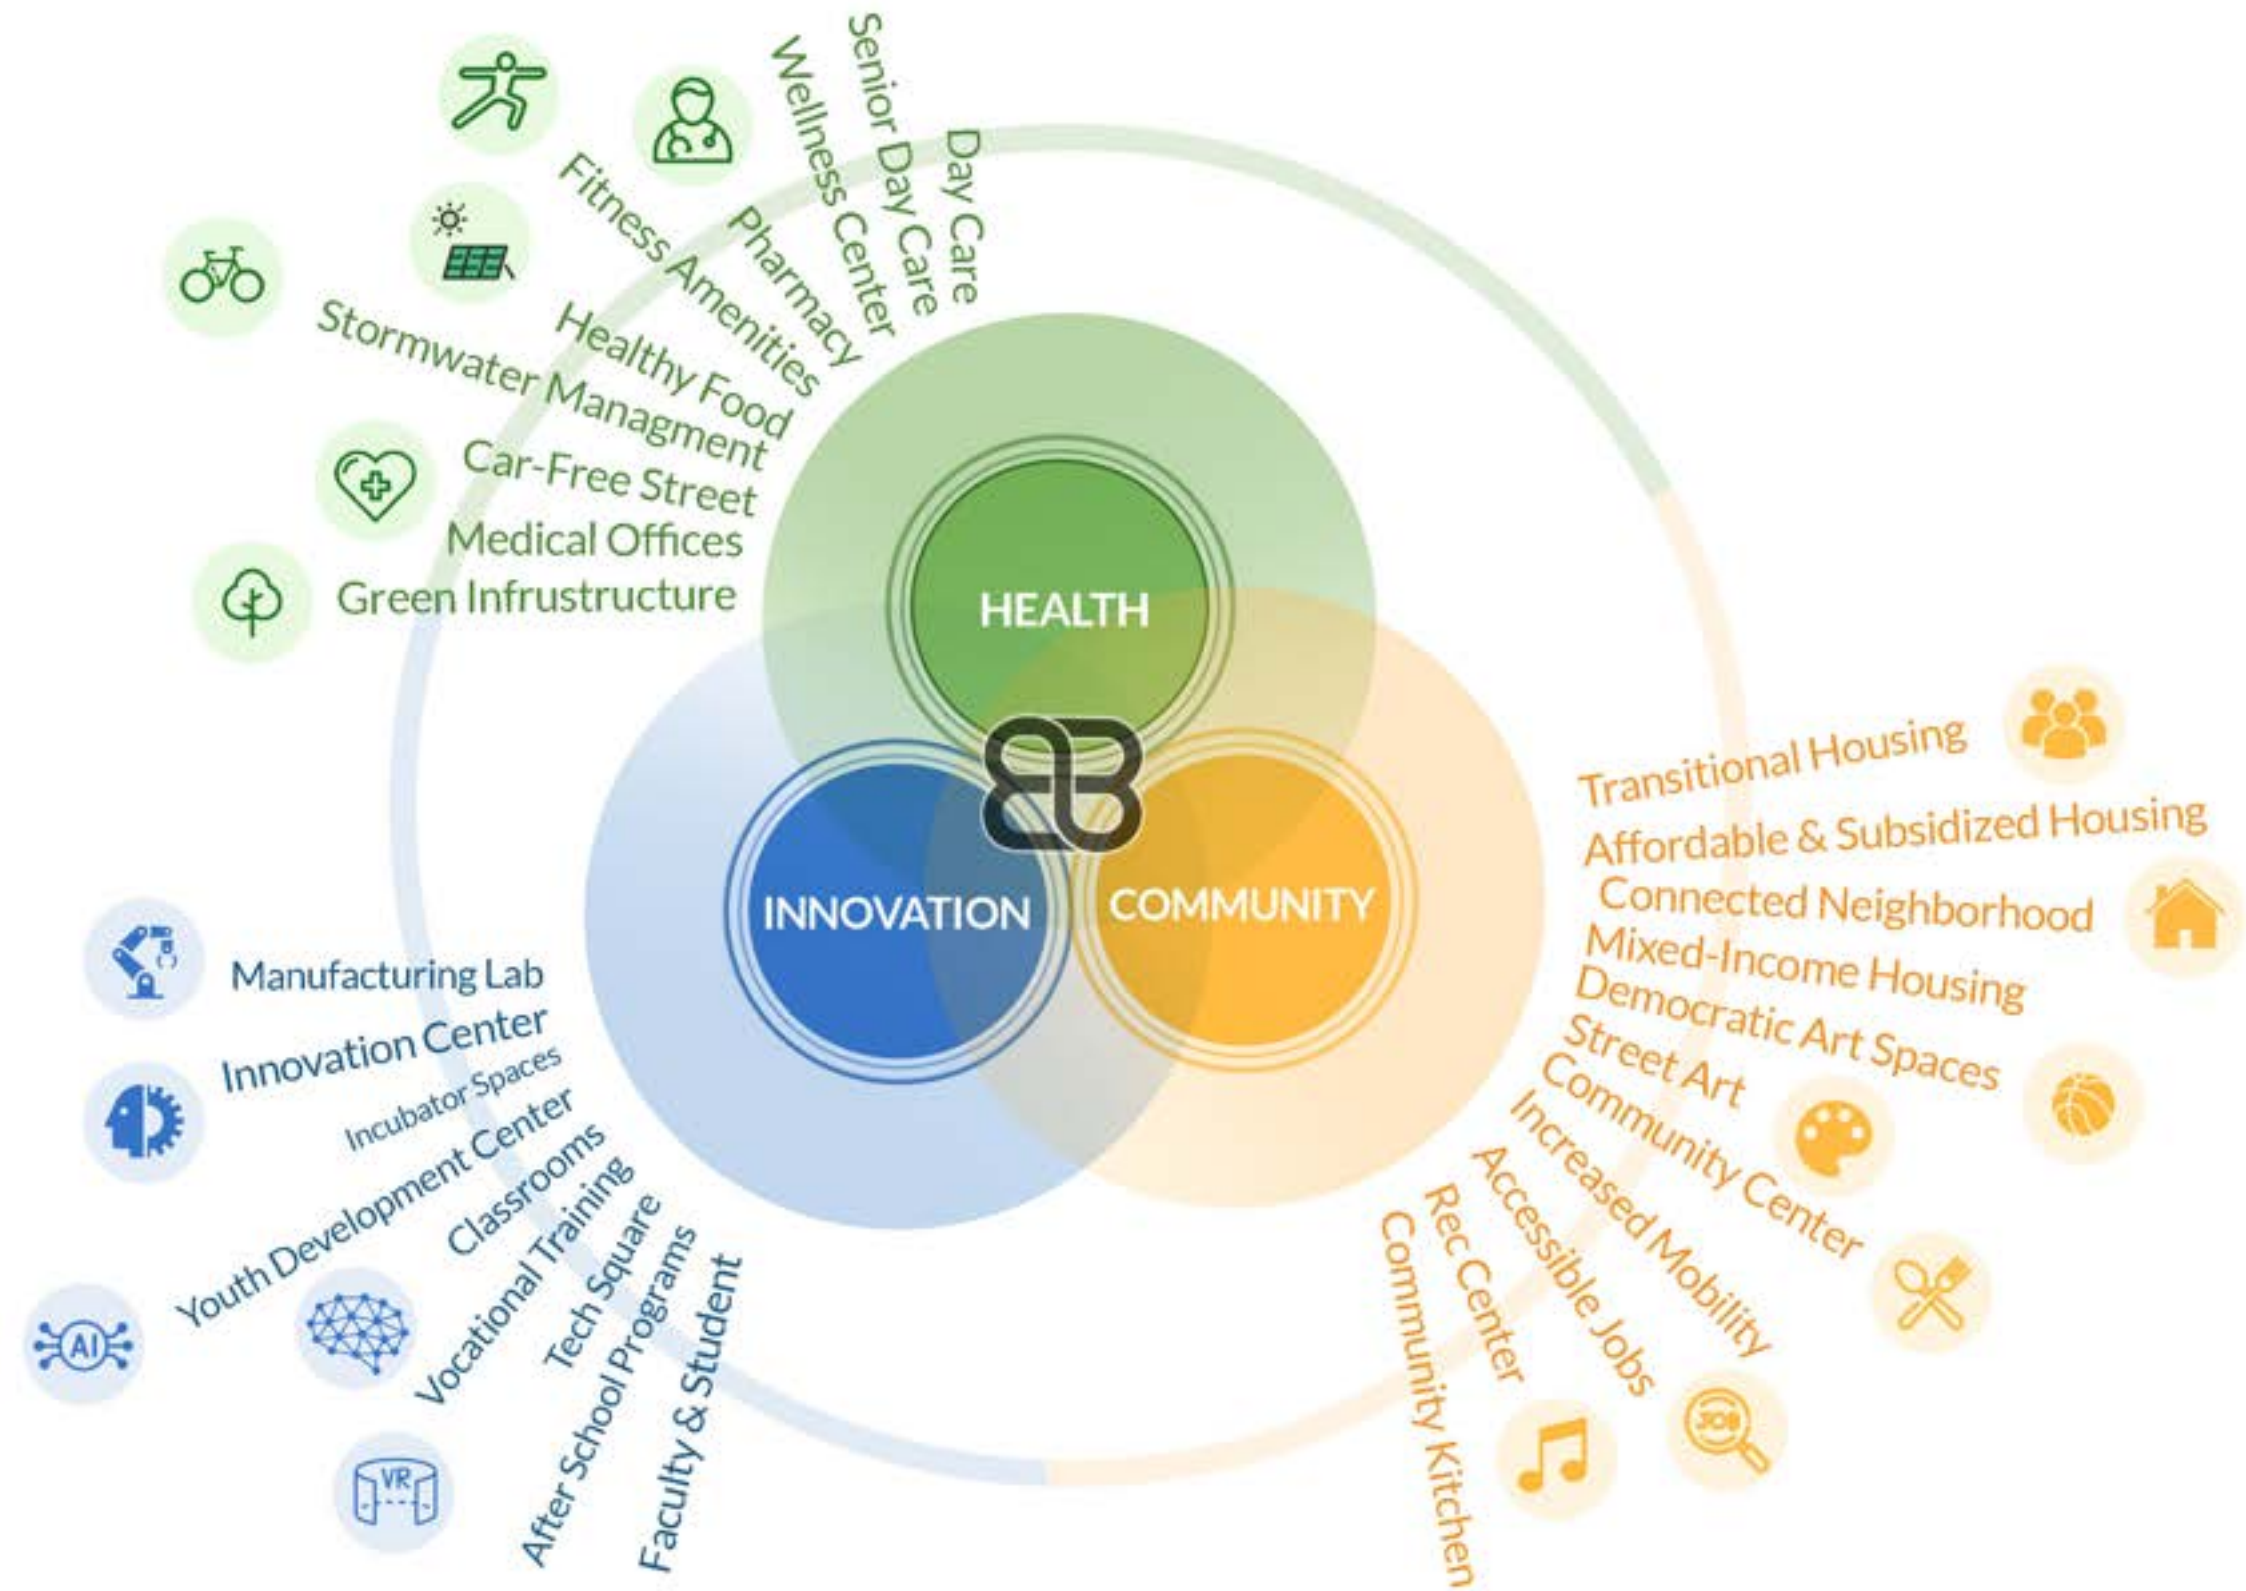 Senior Day Care
Wellness Center
Day Care
Fitness Amenities
Pharmacy
Healthy Food
Stormwater Managment
Car-Free Street
Medical Offices
Green Infrustructure
HEALTH
INNOVATION
COMMUNITY
Transitional Housing
Affordable & Subsidized Housing
Connected Neighborhood
Mixed-Income Housing
Democratic Art Spaces
Street Art
Community Center
Increased Mobility
Accessible Jobs
Rec Center
Community Kitchen
JOB
Manufacturing Lab
Innovation Center
Incubator Spaces
Youth Development Center
Classrooms
Vocational Training
Tech Square
After School Programs
Faculty & Student
AI
VR